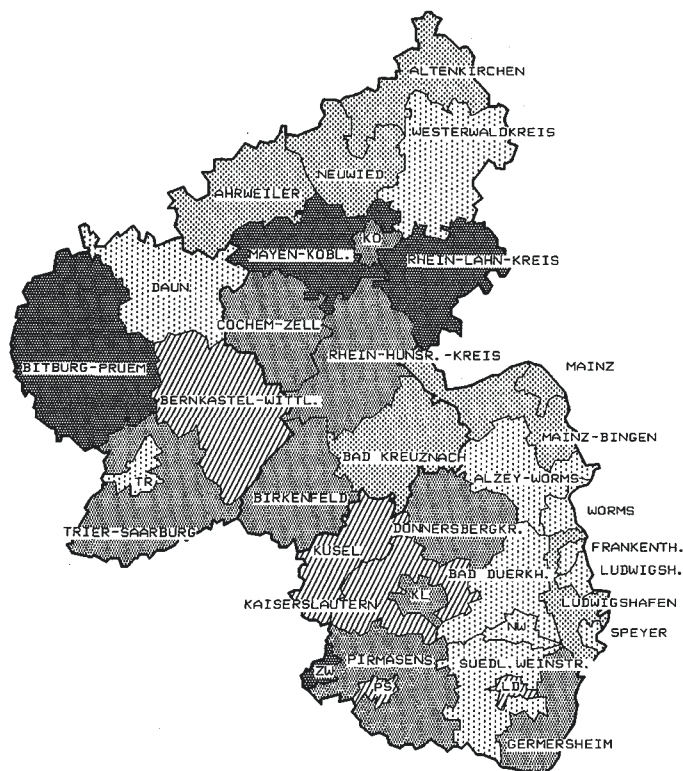 ALTENKIRCHEN
WESTERWALDKREIS
NEUWIED
AHRWEILER
KO
MAYEN-KOBL.
RHEIN-LAHN-KREIS
DAUN
COCHEM-ZELL
RHEIN-HUNSR.-KREIS
BITBURG-PRUEM
MAINZ
BERNKASTEL-WITTL.
MAINZ-BINGEN
BAD KREUZNACH
ALZEY-WORMS
TR
BIRKENFELD
WORMS
TRIER-SAARBURG
DONNERSBERGKR.
KUSEL
FRANKENTH.
LUDWIGSH.
BAD DUERKH.
KL
KAISERSLAUTERN
LUDWIGSHAFEN
NW
SPEYER
PIRMASENS
SUEDL.WEINSTR.
ZW
PS
LD
GERMERSHEIM